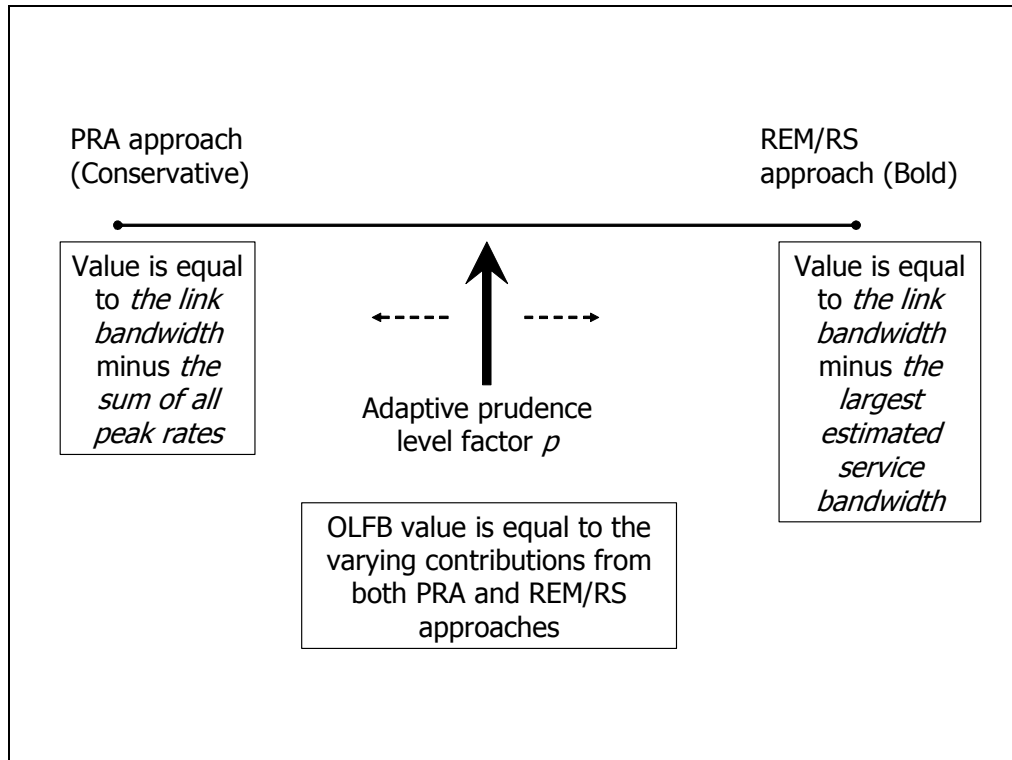 PRA approach
(Conservative)
REM/RS
approach (Bold)
Value is equal
to the link
bandwidth
minus the
sum of all
peak rates
Adaptive prudence
level factor p
Value is equal
to the link
bandwidth
minus the
largest
estimated
service
bandwidth
OLFB value is equal to the
varying contributions from
both PRA and REM/RS
approaches